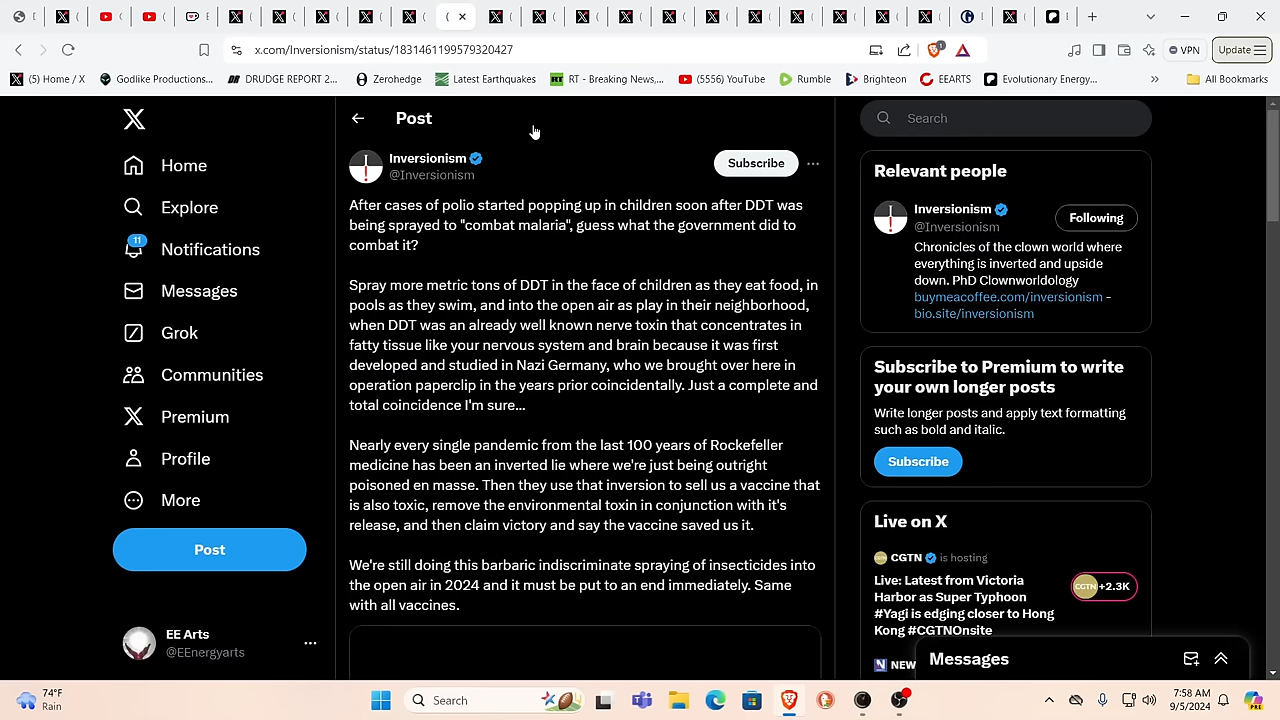 x.com/Inversionism/status/1831461199579320427
VPN
Update
(5) Home / X
Godlike Productions...
DRUDGE REPORT 2...
Zerohedge
Latest Earthquakes
RT - Breaking News,...
(5556) YouTube
Rumble
Brighteon
EEARTS
Evolutionary Energy...
All Bookmarks
Home
Explore
11
Notifications
Messages
Grok
Communities
Premium
Profile
More
Post
EE Arts
@EEnergyarts
Post
Inversionism
@Inversionism
Subscribe
After cases of polio started popping up in children soon after DDT was
being sprayed to "combat malaria", guess what the government did to
combat it?
Spray more metric tons of DDT in the face of children as they eat food, in
pools as they swim, and into the open air as play in their neighborhood,
when DDT was an already well known nerve toxin that concentrates in
fatty tissue like your nervous system and brain because it was first
developed and studied in Nazi Germany, who we brought over here in
operation paperclip in the years prior coincidentally. Just a complete and
total coincidence I'm sure...
Nearly every single pandemic from the last 100 years of Rockefeller
medicine has been an inverted lie where we're just being outright
poisoned en masse. Then they use that inversion to sell us a vaccine that
is also toxic, remove the environmental toxin in conjunction with it's
release, and then claim victory and say the vaccine saved us it.
We're still doing this barbaric indiscriminate spraying of insecticides into
the open air in 2024 and it must be put to an end immediately. Same
with all vaccines.
Search
Relevant people
Inversionism
@Inversionism
Following
Chronicles of the clown world where
everything is inverted and upside
down. PhD Clownworldology
buymeacoffee.com/inversionism -
bio.site/inversionism
Subscribe to Premium to write
your own longer posts
Write longer posts and apply text formatting
such as bold and italic.
Subscribe
Live on X
CGTN is hosting
Live: Latest from Victoria
Harbor as Super Typhoon
#Yagi is edging closer to Hong
Kong #CGTNOnsite
CGTN +2.3K
NEW
Messages
74°F
Rain
Search
7:58 AM
9/5/2024